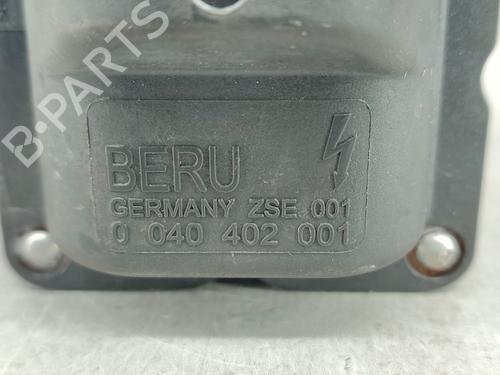 B-PARTS
BERU
GERMANY ZSE 001
0 040 402 001